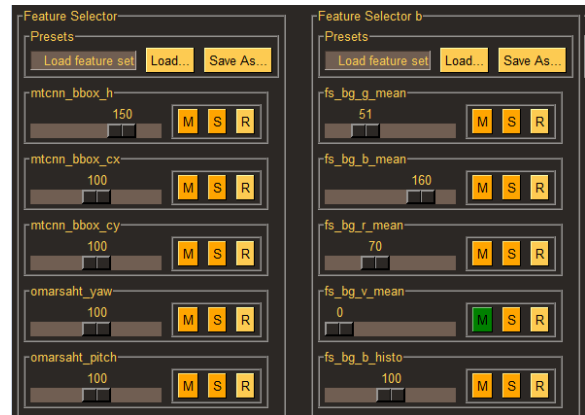 Feature Selector
Presets
Load feature set Load... Save As...
mtcnn_bbox_h
150
M S R
mtcnn_bbox_cx
100
M S R
mtcnn_bbox_cy
100
M S R
omarsaht_yaw
100
M S R
omarsaht_pitch
100
M S R
Feature Selector b
Presets
Load feature set Load... Save As...
fs_bg_g_mean
51
M S R
fs_bg_b_mean
160
M S R
fs_bg_r_mean
70
M S R
fs_bg_v_mean
0
M S R
fs_bg_b_histo
100
M S R